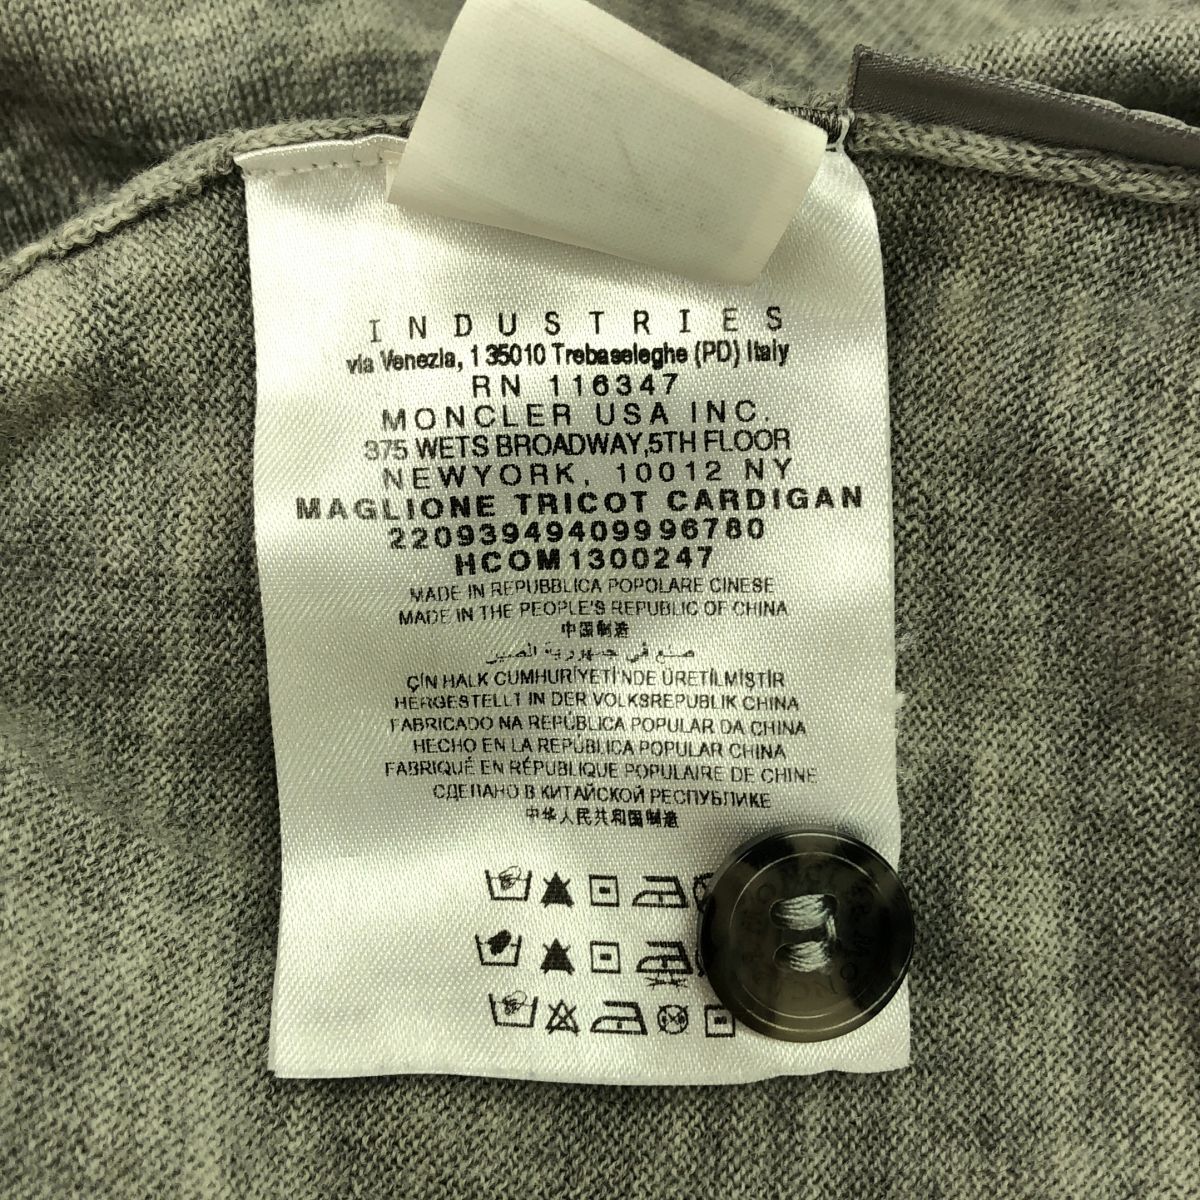 INDUSTRIES
via Venezia, 1 35010 Trebaseleghe (PD) Italy
RN 116347
MONCLER USA INC.
375 WETS BROADWAY,5TH FLOOR
NEWYORK, 10012 NY
MAGLIONE TRICOT CARDIGAN
22093949409996780
HCOM1300247
MADE IN REPUBBLICA POPOLARE CINESE
MADE IN THE PEOPLE'S REPUBLIC OF CHINA
中国制造
صنع في جمهورية الصين
ÇİN HALK CUMHURİYETİ'NDE ÜRETİLMİŞTİR
HERGESTELLT IN DER VOLKSREPUBLIK CHINA
FABRICADO NA REPÚBLICA POPULAR DA CHINA
HECHO EN LA REPÚBLICA POPULAR CHINA
FABRIQUÉ EN RÉPUBLIQUE POPULAIRE DE CHINE
СДЕЛАНО В КИТАЙСКОЙ РЕСПУБЛИКЕ
中华人民共和国制造
MONCLER